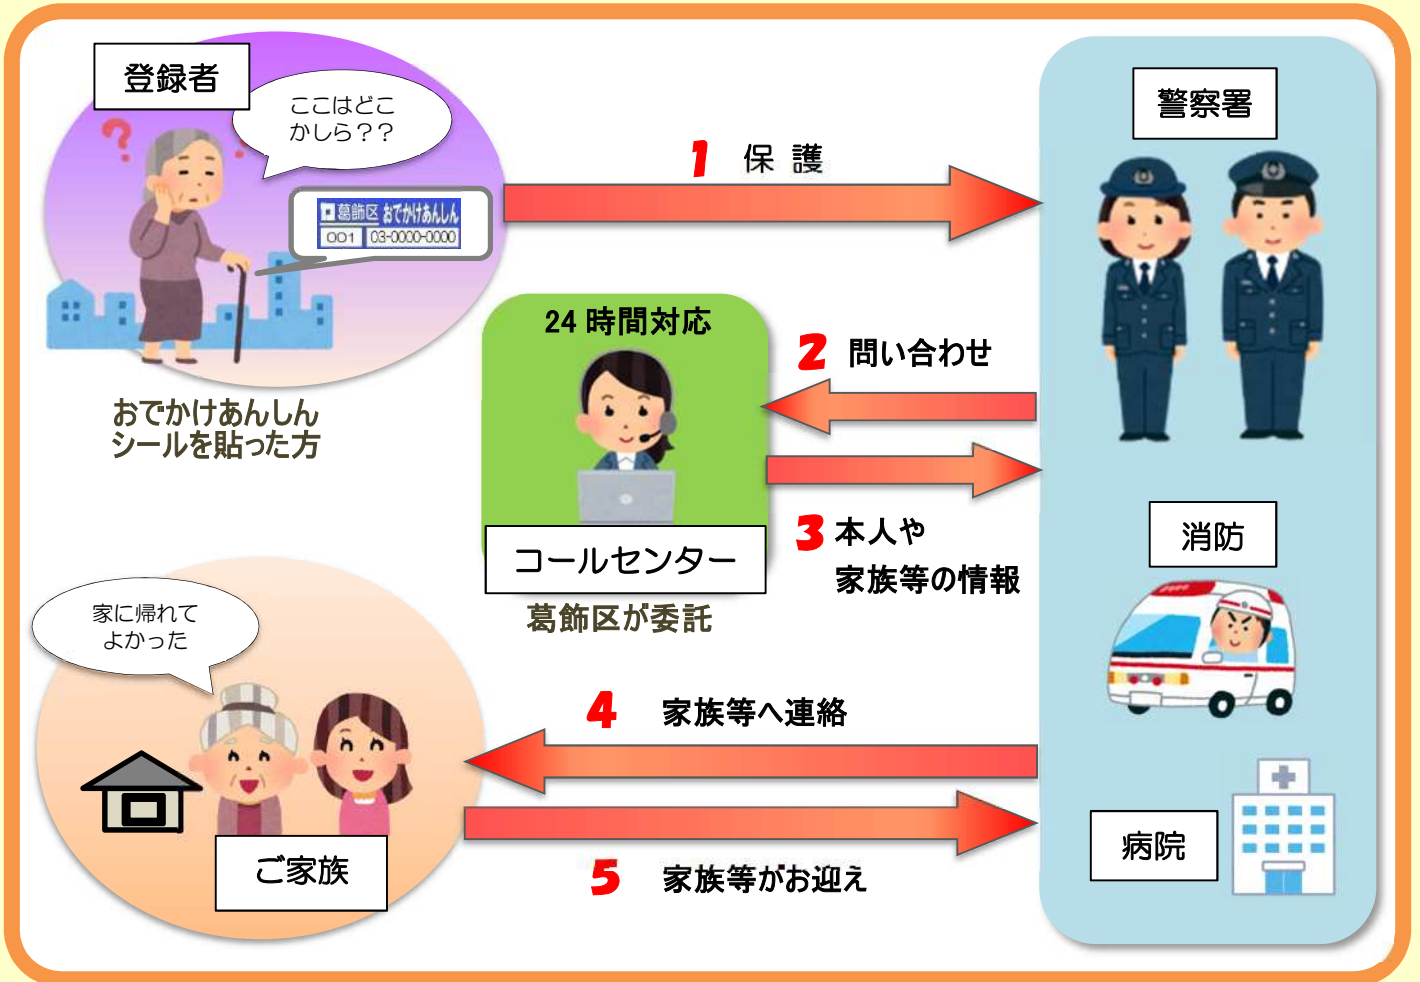 登録者
ここはどこ
かしら？？
葛飾区 おでかけあんしん
001 03-0000-0000
おでかけあんしん
シールを貼った方
1 保 護
警察署
24 時間対応
2 問い合わせ
コールセンター
葛飾区が委託
3 本人や
家族等の情報
消防
家に帰れて
よかった
4 家族等へ連絡
ご家族
5 家族等がお迎え
病院